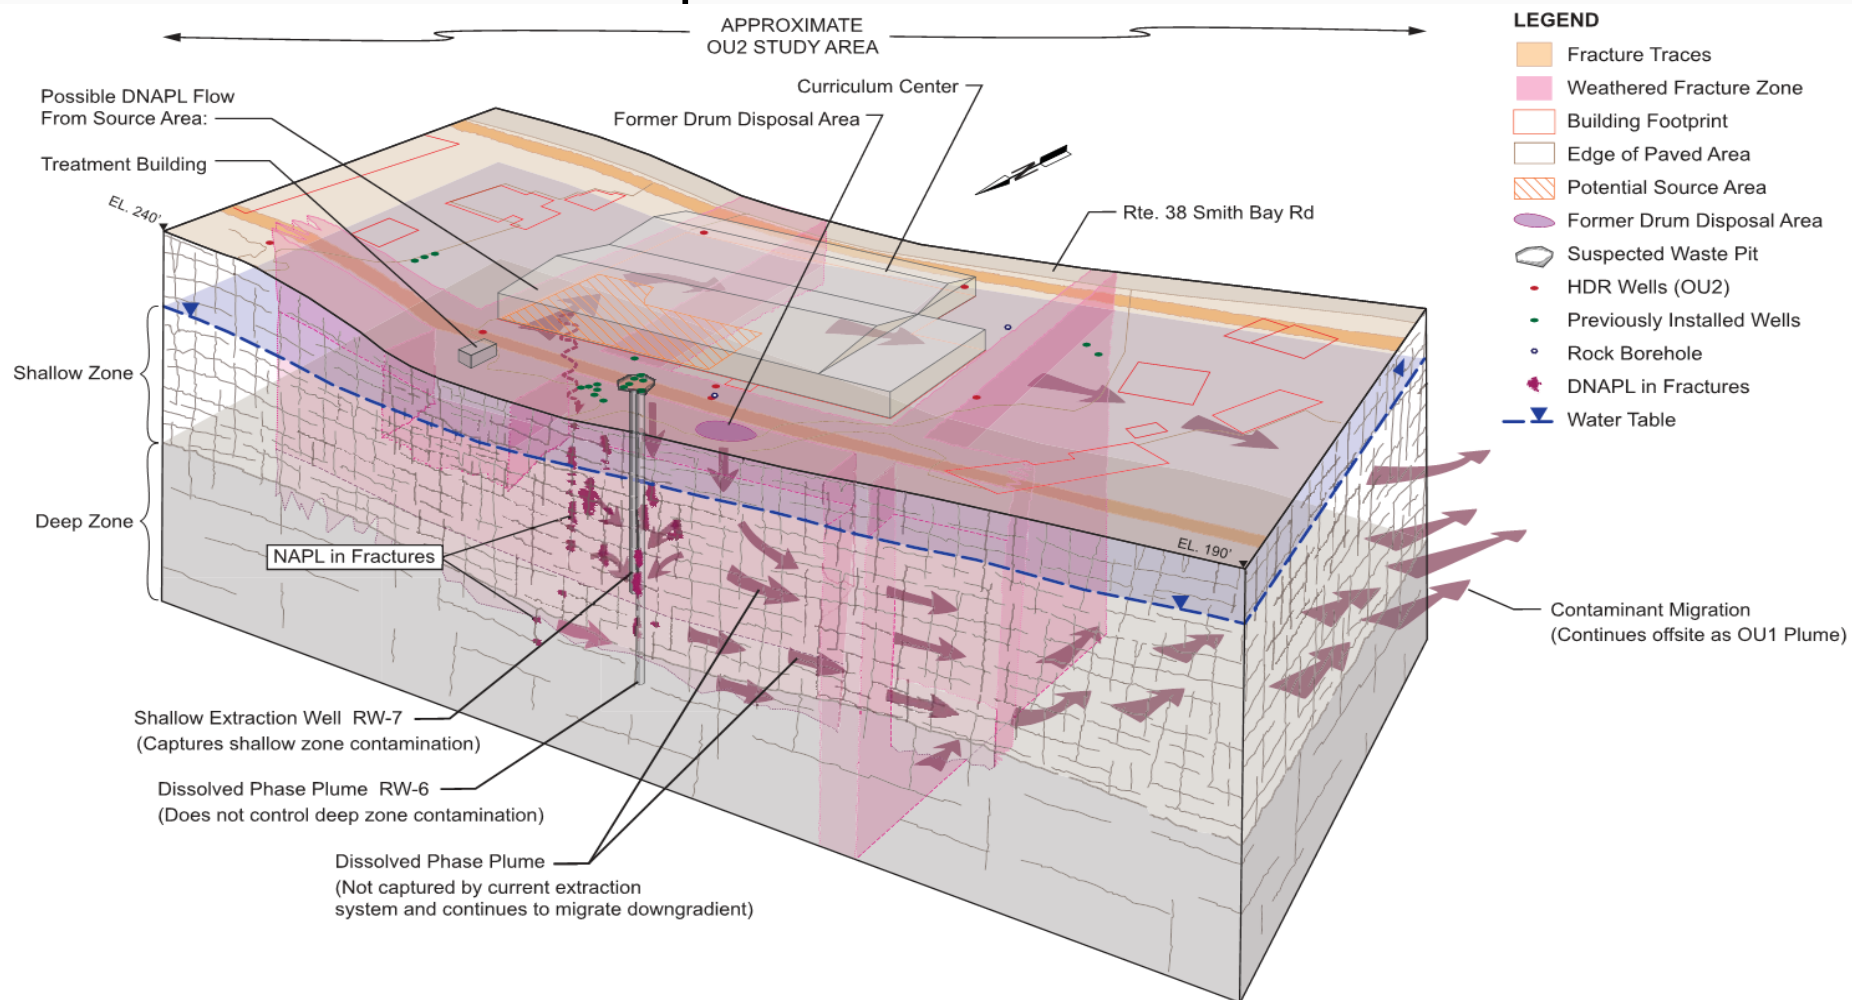 APPROXIMATE
OU2 STUDY AREA
Possible DNAPL Flow
From Source Area:
Treatment Building
Former Drum Disposal Area
Curriculum Center
Rte. 38 Smith Bay Rd
EL. 240'
Shallow Zone
Deep Zone
NAPL in Fractures
EL. 190'
Shallow Extraction Well RW-7
(Captures shallow zone contamination)
Dissolved Phase Plume RW-6
(Does not control deep zone contamination)
Dissolved Phase Plume
(Not captured by current extraction
system and continues to migrate downgradient)
Contaminant Migration
(Continues offsite as OU1 Plume)
LEGEND
Fracture Traces
Weathered Fracture Zone
Building Footprint
Edge of Paved Area
Potential Source Area
Former Drum Disposal Area
Suspected Waste Pit
HDR Wells (OU2)
Previously Installed Wells
Rock Borehole
DNAPL in Fractures
Water Table
N